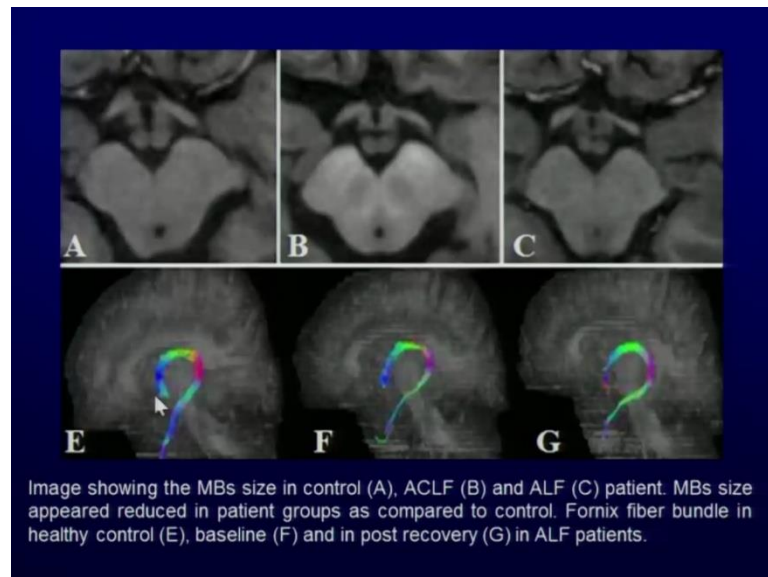 A B C
E F G
Image showing the MBs size in control (A), ACLF (B) and ALF (C) patient. MBs size
appeared reduced in patient groups as compared to control. Fornix fiber bundle in
healthy control (E), baseline (F) and in post recovery (G) in ALF patients.